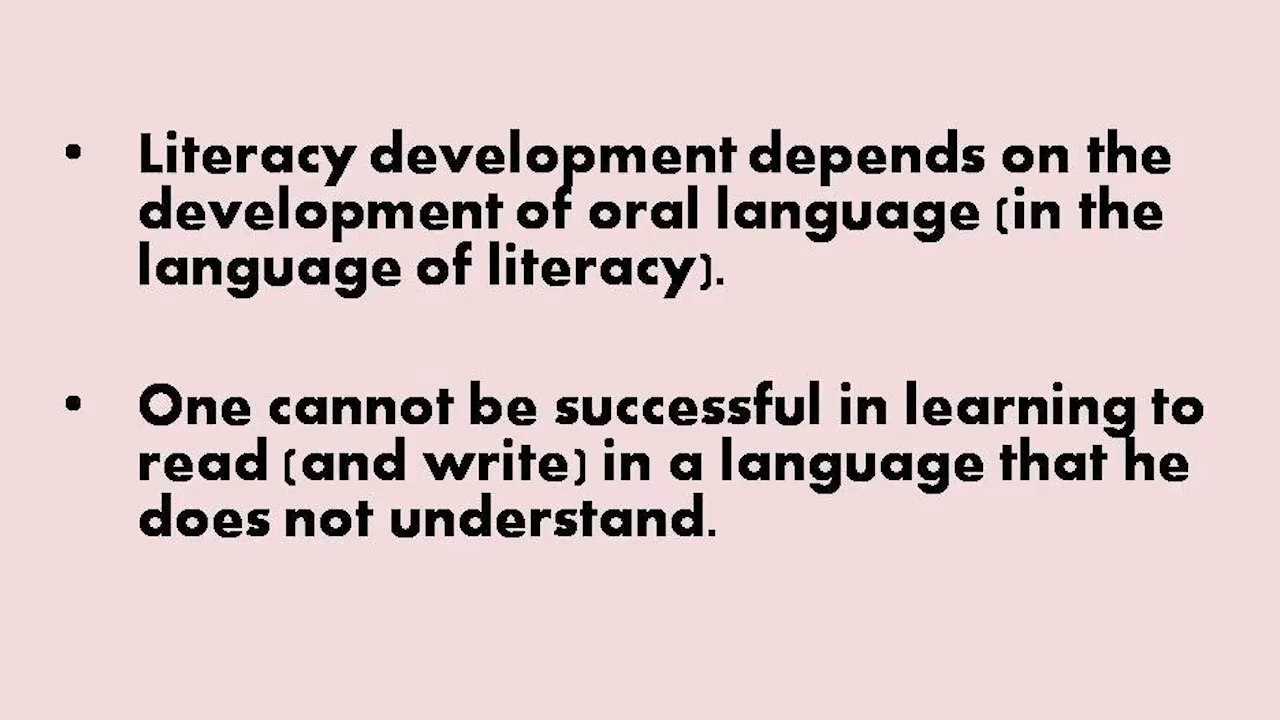 • Literacy development depends on the
development of oral language (in the
language of literacy).
• One cannot be successful in learning to
read (and write) in a language that he
does not understand.